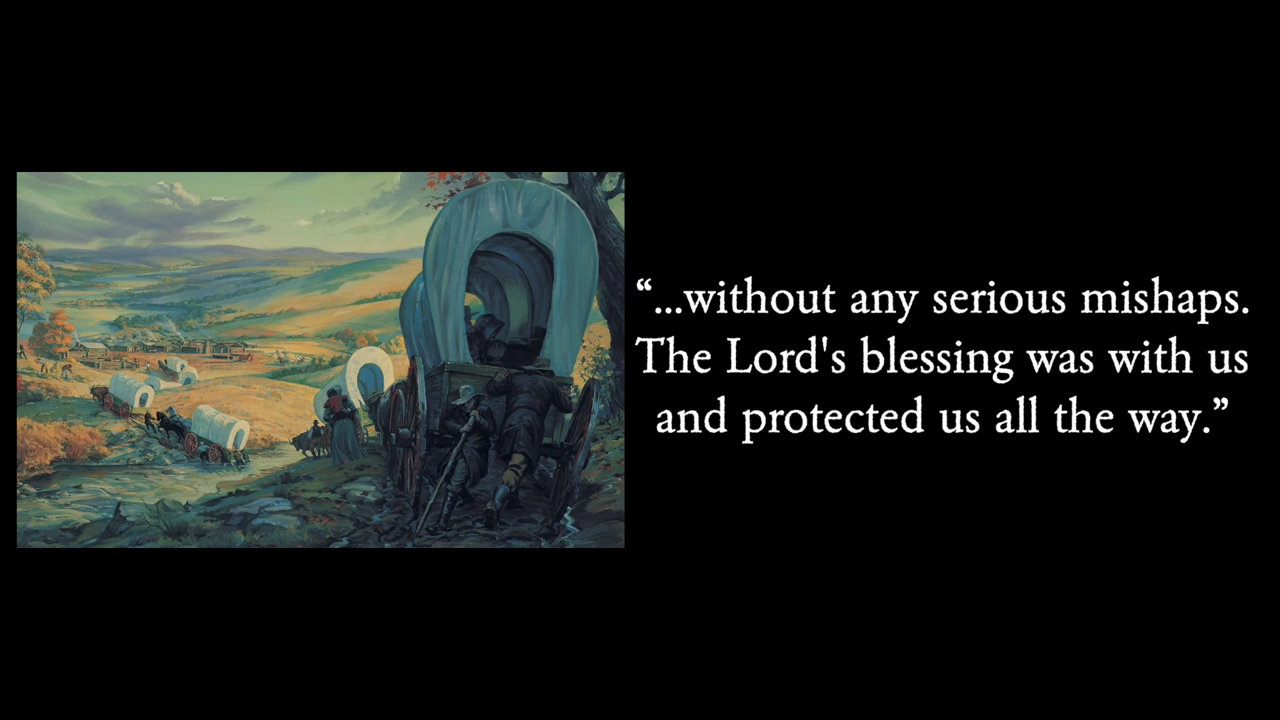 “...without any serious mishaps.
The Lord's blessing was with us
and protected us all the way.”